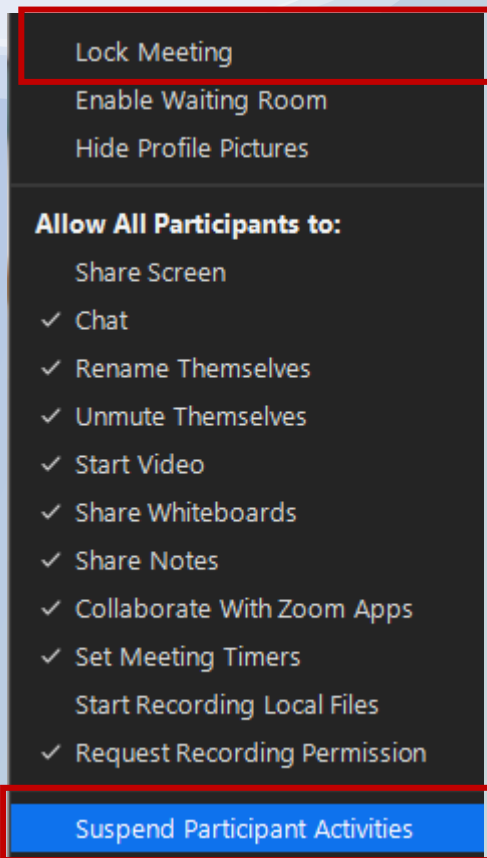 Lock Meeting
Enable Waiting Room
Hide Profile Pictures
Allow All Participants to:
Share Screen
✓ Chat
✓ Rename Themselves
✓ Unmute Themselves
✓ Start Video
✓ Share Whiteboards
✓ Share Notes
✓ Collaborate With Zoom Apps
✓ Set Meeting Timers
Start Recording Local Files
✓ Request Recording Permission
Suspend Participant Activities